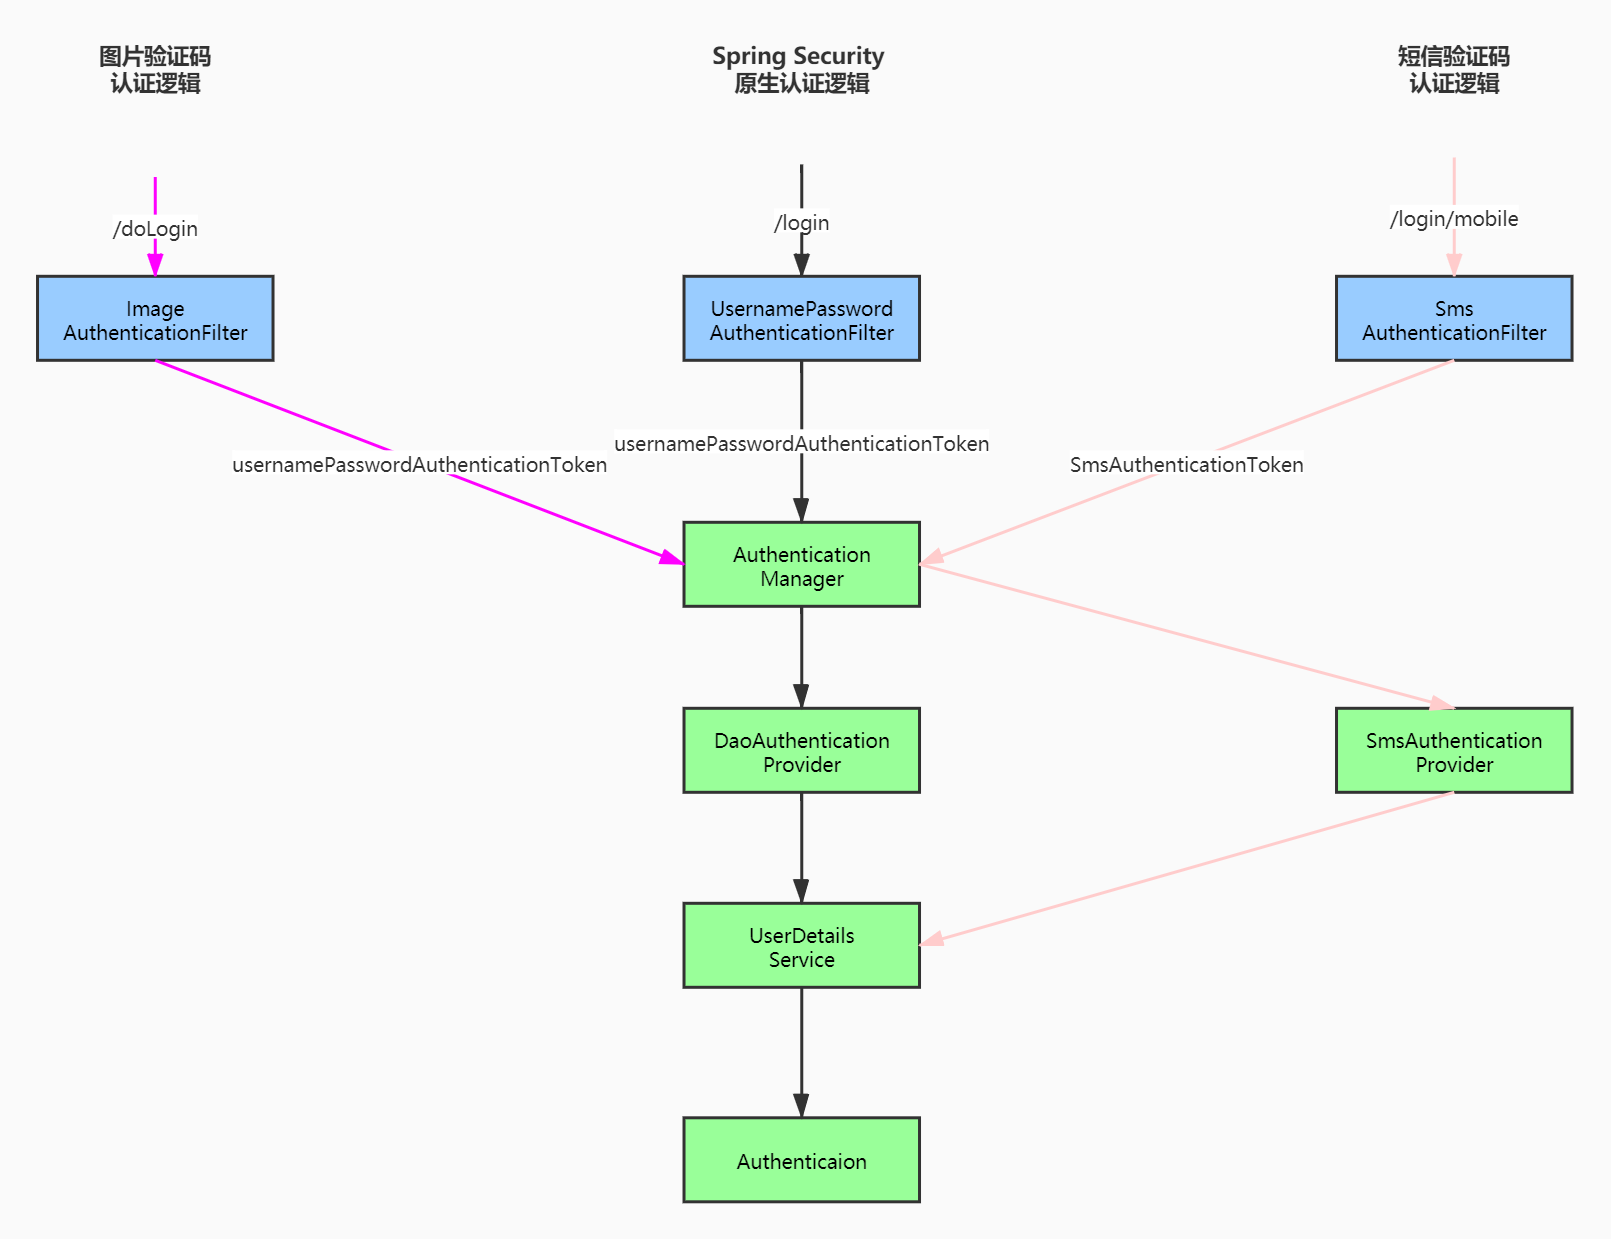 图片验证码
认证逻辑
Spring Security
原生认证逻辑
短信验证码
认证逻辑
/doLogin
/login
/login/mobile
Image
AuthenticationFilter
UsernamePassword
AuthenticationFilter
Sms
AuthenticationFilter
usernamePasswordAuthenticationToken
usernamePasswordAuthenticationToken
SmsAuthenticationToken
Authentication
Manager
DaoAuthentication
Provider
SmsAuthentication
Provider
UserDetails
Service
Authenticaion